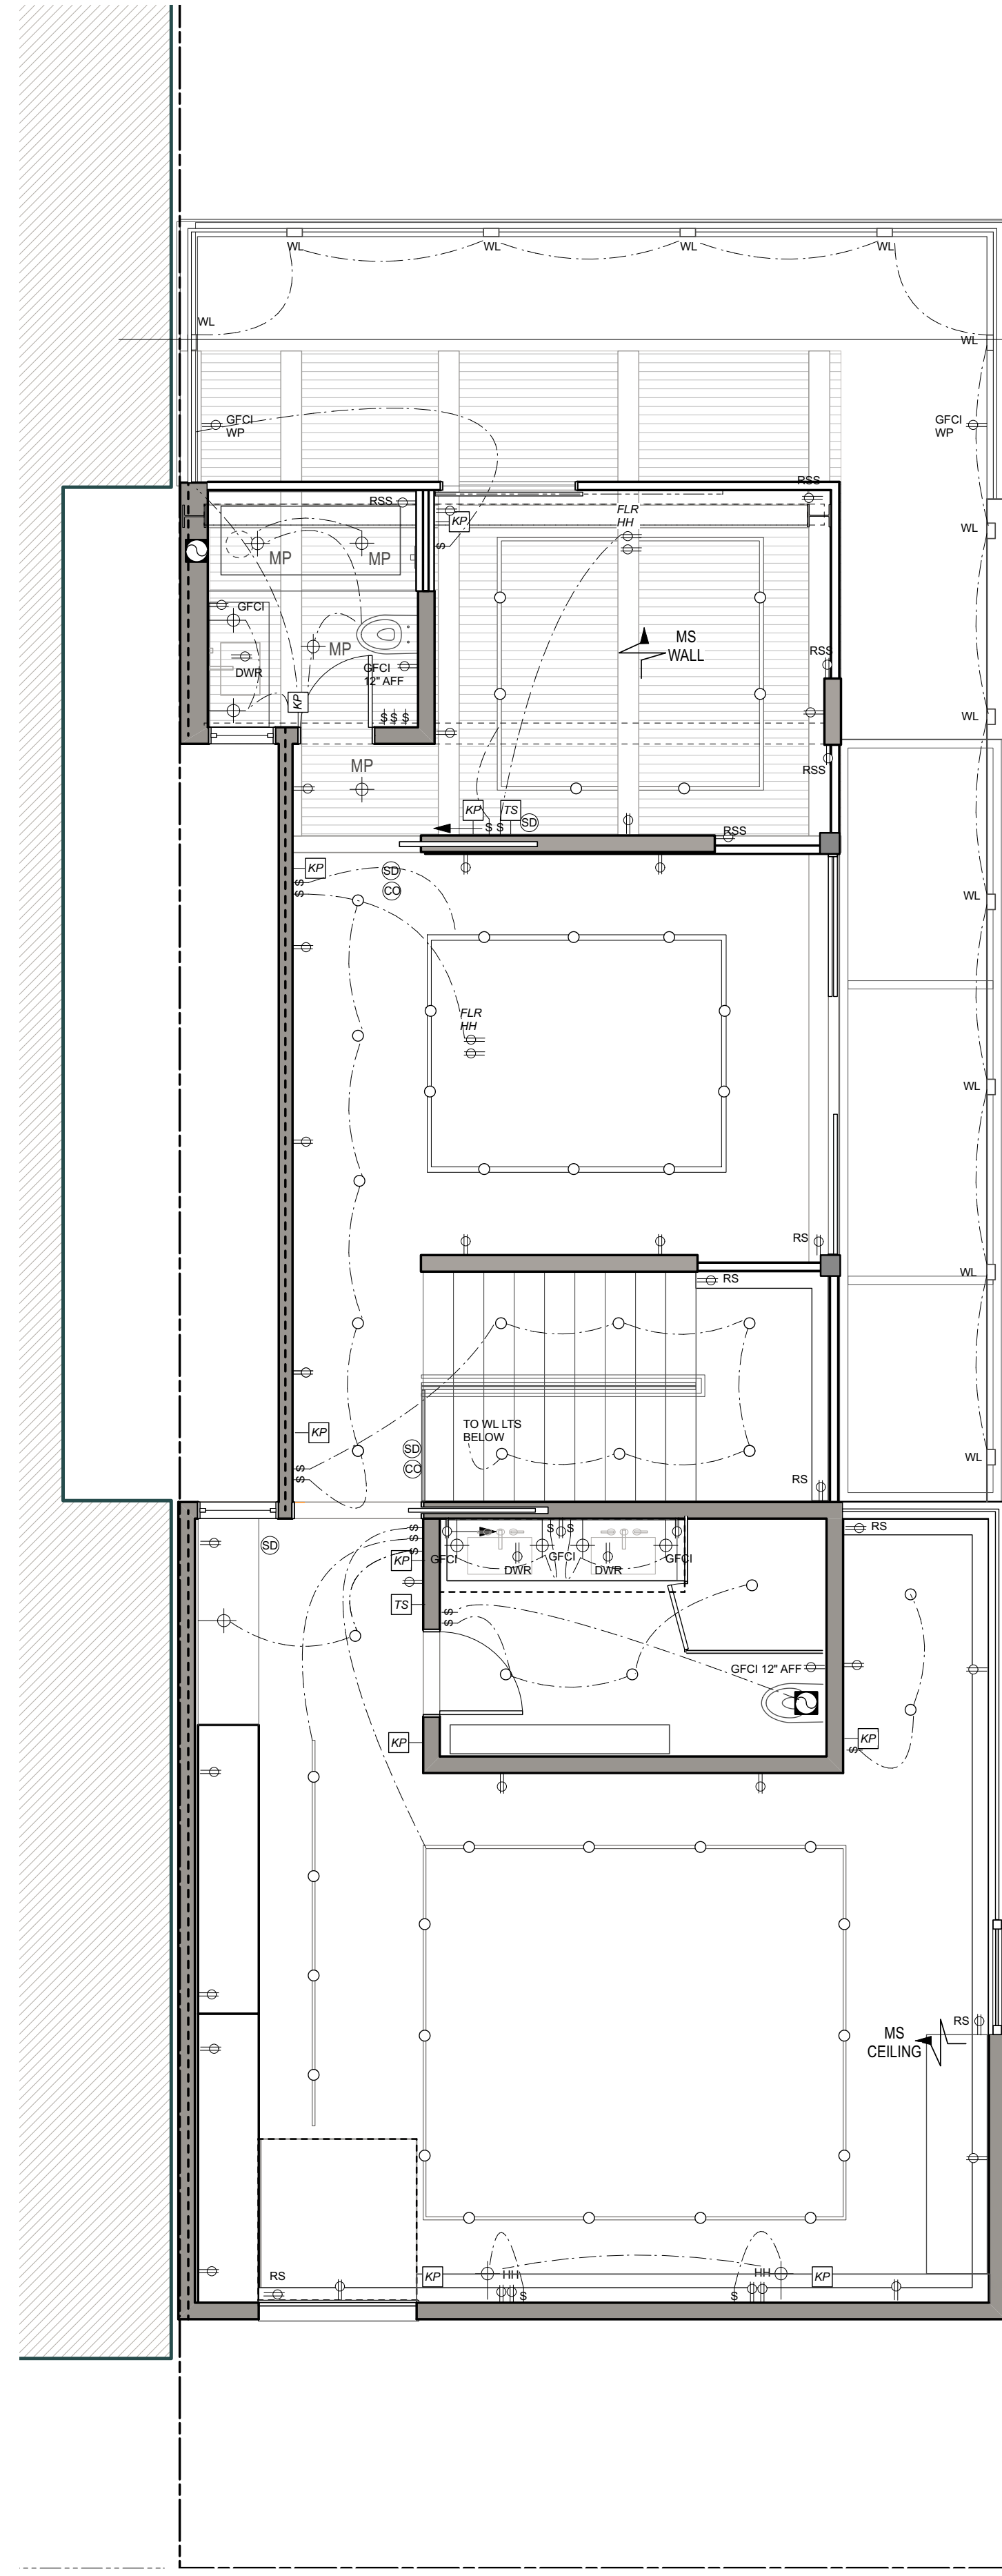 WL WL WL WL
WL
WL
GFCI
WP
GFCI
WP
RSS
RSS
KP
FLR
HH
MP MP
GFCI
WL
MS
WALL
MP
RSS
DWR
GFCI
12" AFF
KP
$ $ $
WL
MP
RSS
KP
TS
$ $
SD
RSS
KP
SD
$
$
CO
WL
FLR
HH
WL
RS
WL
RS
TO WL LTS
BELOW
KP
SD
CO
WL
$
$
RS
RS
SD
$
$
$
$ $
KP
GFCI
GFCI
GFCI
DWR
DWR
TS
$
$
GFCI 12" AFF
KP
KP
$
RS
MS
CEILING
RS
KP
HH
$
HH
$
KP
$